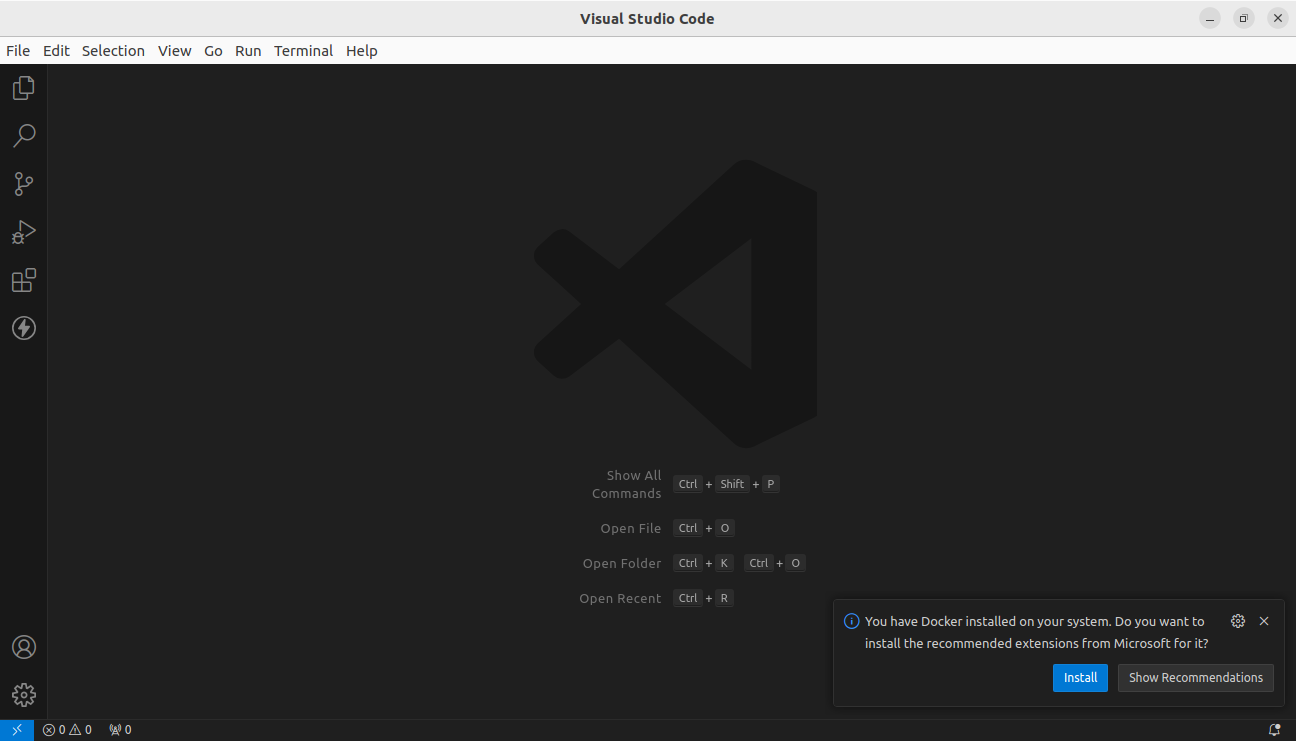 Visual Studio Code
File Edit Selection View Go Run Terminal Help
Show All
Commands
Ctrl + Shift + P
Open File Ctrl + O
Open Folder Ctrl + K Ctrl + O
Open Recent Ctrl + R
You have Docker installed on your system. Do you want to
install the recommended extensions from Microsoft for it?
Install Show Recommendations
0 0 0